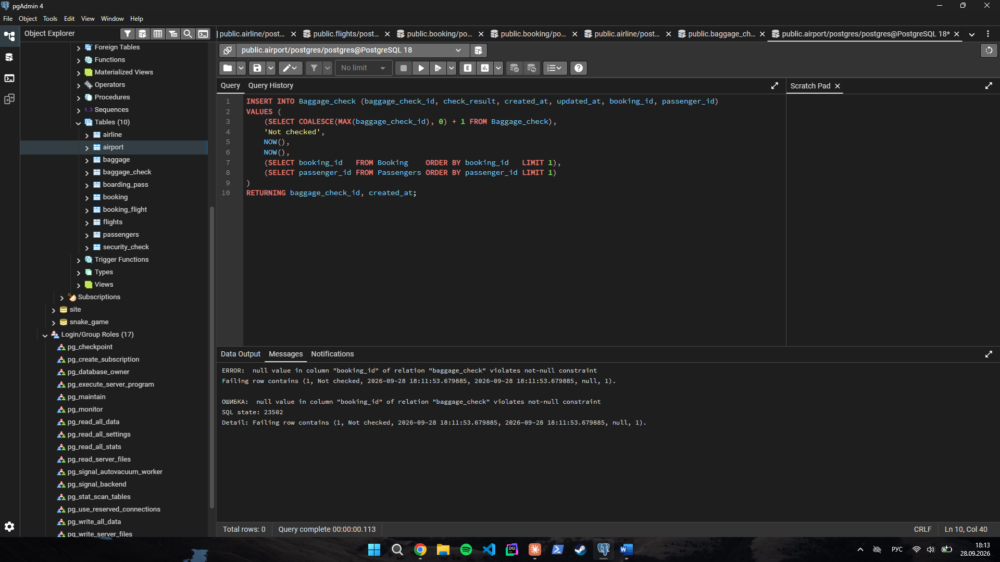 pgAdmin 4
File Object Tools Edit View Window Help
Object Explorer
Foreign Tables
Functions
Materialized Views
Operators
Procedures
1..3 Sequences
Tables (10)
airline
airport
baggage
baggage_check
boarding_pass
booking
booking_flight
flights
passengers
security_check
Trigger Functions
Types
Views
Subscriptions
site
snake_game
Login/Group Roles (17)
pg_checkpoint
pg_create_subscription
pg_database_owner
pg_execute_server_program
pg_maintain
pg_monitor
pg_read_all_data
pg_read_all_settings
pg_read_all_stats
pg_read_server_files
pg_signal_autovacuum_worker
pg_signal_backend
pg_stat_scan_tables
pg_use_reserved_connections
pg_write_all_data
pg_write_server_files
public.airline/post... public.flights/post... public.booking/po... public.booking/po... public.airline/post... public.baggage_ch... public.airport/postgres/postgres@PostgreSQL 18*
public.airport/postgres/postgres@PostgreSQL 18
No limit
E
Query Query History
Scratch Pad
1 INSERT INTO Baggage_check (baggage_check_id, check_result, created_at, updated_at, booking_id, passenger_id)
2 VALUES (
3 (SELECT COALESCE(MAX(baggage_check_id), 0) + 1 FROM Baggage_check),
4 'Not checked',
5 NOW(),
6 NOW(),
7 (SELECT booking_id FROM Booking ORDER BY booking_id LIMIT 1),
8 (SELECT passenger_id FROM Passengers ORDER BY passenger_id LIMIT 1)
9 )
10 RETURNING baggage_check_id, created_at;
Data Output Messages Notifications
ERROR: null value in column "booking_id" of relation "baggage_check" violates not-null constraint
Failing row contains (1, Not checked, 2026-09-28 18:11:53.679885, 2026-09-28 18:11:53.679885, null, 1).
ОШИБКА: null value in column "booking_id" of relation "baggage_check" violates not-null constraint
SQL state: 23502
Detail: Failing row contains (1, Not checked, 2026-09-28 18:11:53.679885, 2026-09-28 18:11:53.679885, null, 1).
Total rows: 0 Query complete 00:00:00.113
CRLF Ln 10, Col 40
DG
РУС
18:13
28.09.2026